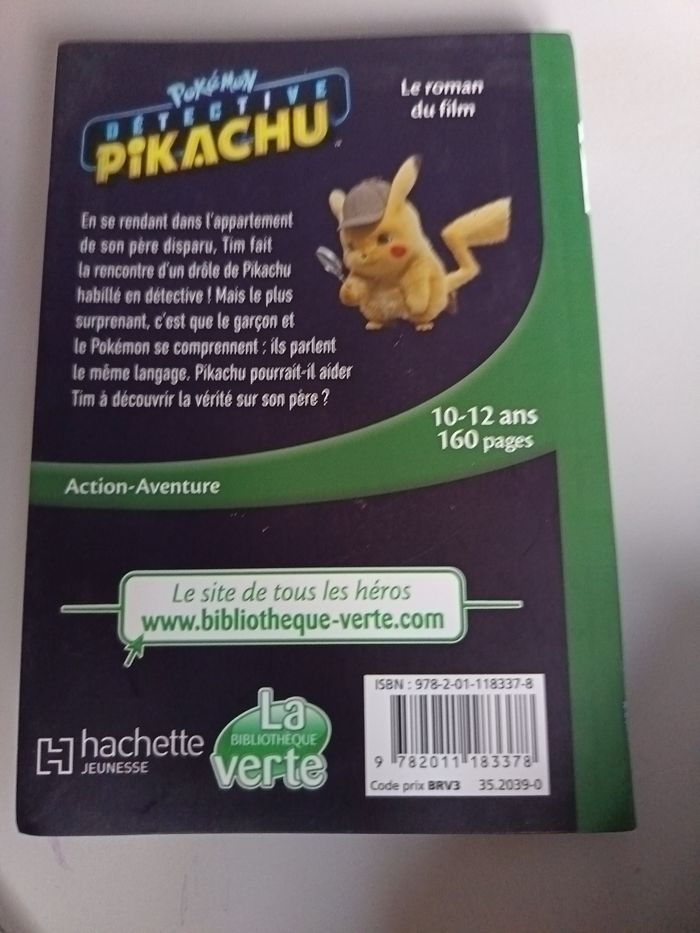 POKéMON
DETECTIVE
PIKACHU
Le roman
du film
En se rendant dans l'appartement
de son père disparu, Tim fait
la rencontre d'un drôle de Pikachu
habillé en détective ! Mais le plus
surprenant, c'est que le garçon et
le Pokémon se comprennent : ils parlent
le même langage. Pikachu pourrait-il aider
Tim à découvrir la vérité sur son père ?
10-12 ans
160 pages
Action-Aventure
Le site de tous les héros
www.bibliotheque-verte.com
hachette
JEUNESSE
La
BIBLIOTHEQUE
verte
ISBN : 978-2-01-118337-8
9 782011 183378
Code prix BRV3 35.2039-0